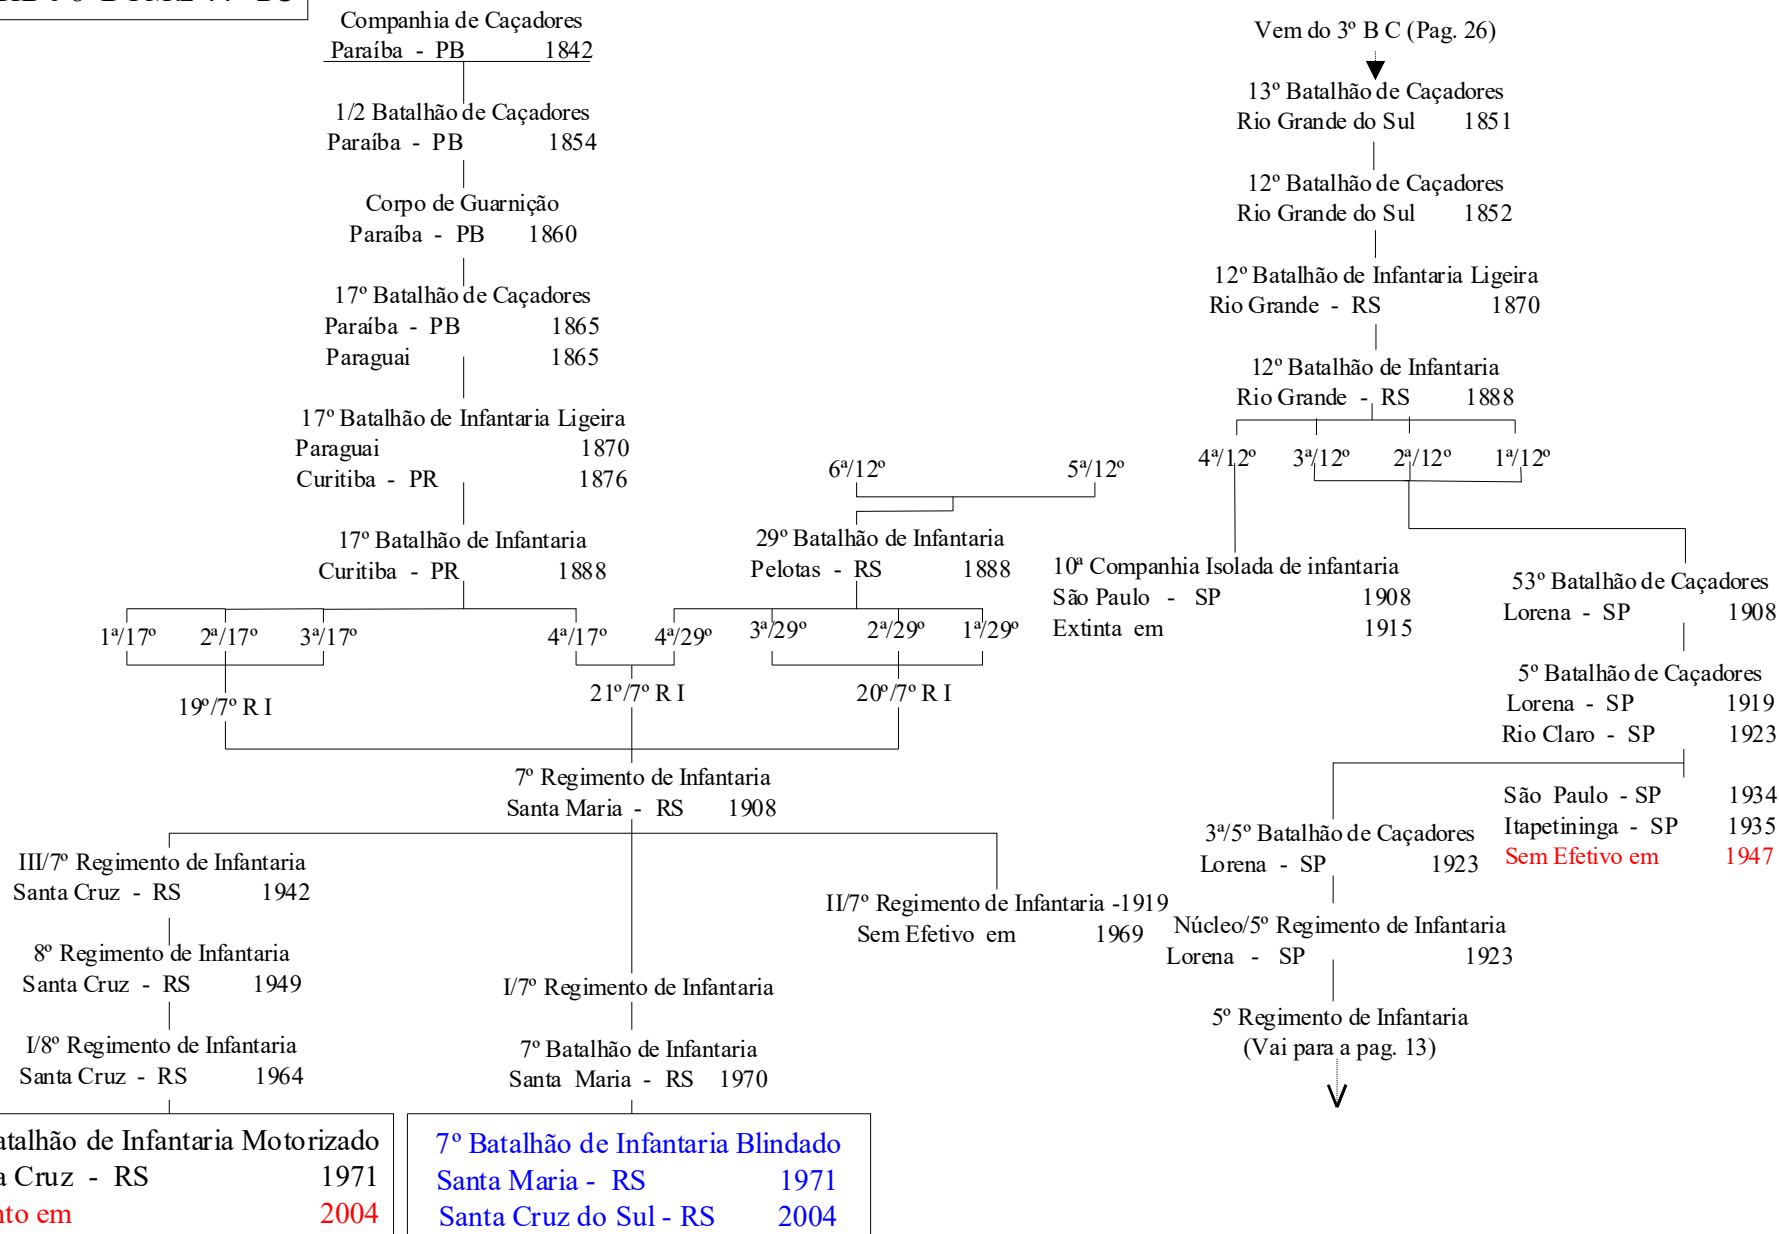 Companhia de Caçadores
Paraíba - PB 1842
1/2 Batalhão de Caçadores
Paraíba - PB 1854
Corpo de Guarnição
Paraíba - PB 1860
17º Batalhão de Caçadores
Paraíba - PB 1865
Paraguai 1865
17º Batalhão de Infantaria Ligeira
Paraguai 1870
Curitiba - PR 1876
17º Batalhão de Infantaria
Curitiba - PR 1888
1ª/17º 2ª/17º 3ª/17º 4ª/17º
6ª/12º 5ª/12º
29º Batalhão de Infantaria
Pelotas - RS 1888
4ª/29º 3ª/29º 2ª/29º 1ª/29º
19º/7º R I 21º/7º R I 20º/7º R I
7º Regimento de Infantaria
Santa Maria - RS 1908
III/7º Regimento de Infantaria
Santa Cruz - RS 1942
8º Regimento de Infantaria
Santa Cruz - RS 1949
I/8º Regimento de Infantaria
Santa Cruz - RS 1964
Batalhão de Infantaria Motorizado
Cruz - RS 1971
em 2004
I/7º Regimento de Infantaria
7º Batalhão de Infantaria
Santa Maria - RS 1970
7º Batalhão de Infantaria Blindado
Santa Maria - RS 1971
Santa Cruz do Sul - RS 2004
II/7º Regimento de Infantaria -1919
Sem Efetivo em 1969
Vem do 3º B C (Pag. 26)
13º Batalhão de Caçadores
Rio Grande do Sul 1851
12º Batalhão de Caçadores
Rio Grande do Sul 1852
12º Batalhão de Infantaria Ligeira
Rio Grande - RS 1870
12º Batalhão de Infantaria
Rio Grande - RS 1888
4ª/12º 3ª/12º 2ª/12º 1ª/12º
10ª Companhia Isolada de infantaria
São Paulo - SP 1908
Extinta em 1915
53º Batalhão de Caçadores
Lorena - SP 1908
5º Batalhão de Caçadores
Lorena - SP 1919
Rio Claro - SP 1923
São Paulo - SP 1934
Itapetininga - SP 1935
Sem Efetivo em 1947
3ª/5º Batalhão de Caçadores
Lorena - SP 1923
Núcleo/5º Regimento de Infantaria
Lorena - SP 1923
5º Regimento de Infantaria
(Vai para a pag. 13)